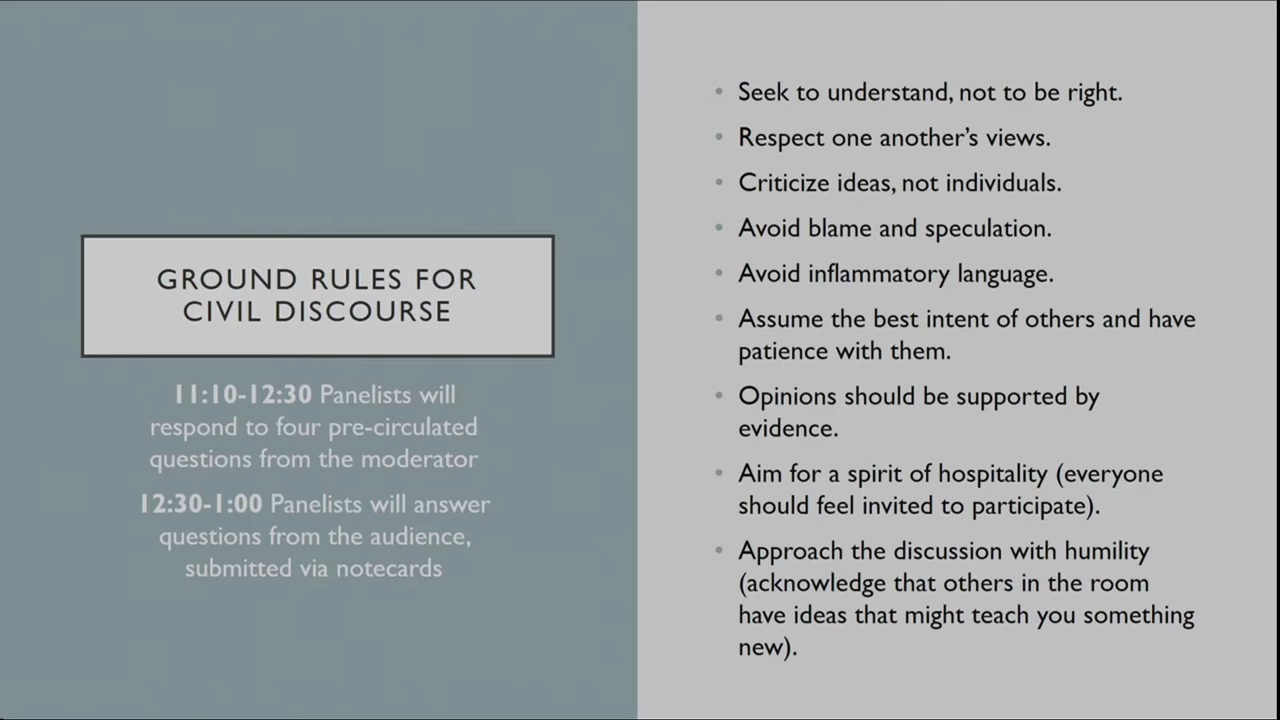 GROUND RULES FOR
CIVIL DISCOURSE
11:10-12:30 Panelists will
respond to four pre-circulated
questions from the moderator
12:30-1:00 Panelists will answer
questions from the audience,
submitted via notecards
• Seek to understand, not to be right.
• Respect one another’s views.
• Criticize ideas, not individuals.
• Avoid blame and speculation.
• Avoid inflammatory language.
• Assume the best intent of others and have
patience with them.
• Opinions should be supported by
evidence.
• Aim for a spirit of hospitality (everyone
should feel invited to participate).
• Approach the discussion with humility
(acknowledge that others in the room
have ideas that might teach you something
new).